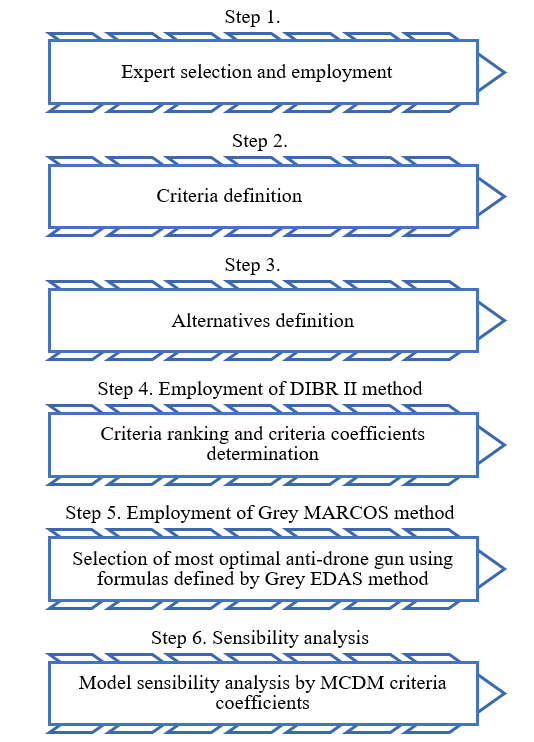 Step 1.
Expert selection and employment
Step 2.
Criteria definition
Step 3.
Alternatives definition
Step 4. Employment of DIBR II method
Criteria ranking and criteria coefficients
determination
Step 5. Employment of Grey MARCOS method
Selection of most optimal anti-drone gun using
formulas defined by Grey EDAS method
Step 6. Sensibility analysis
Model sensibility analysis by MCDM criteria
coefficients